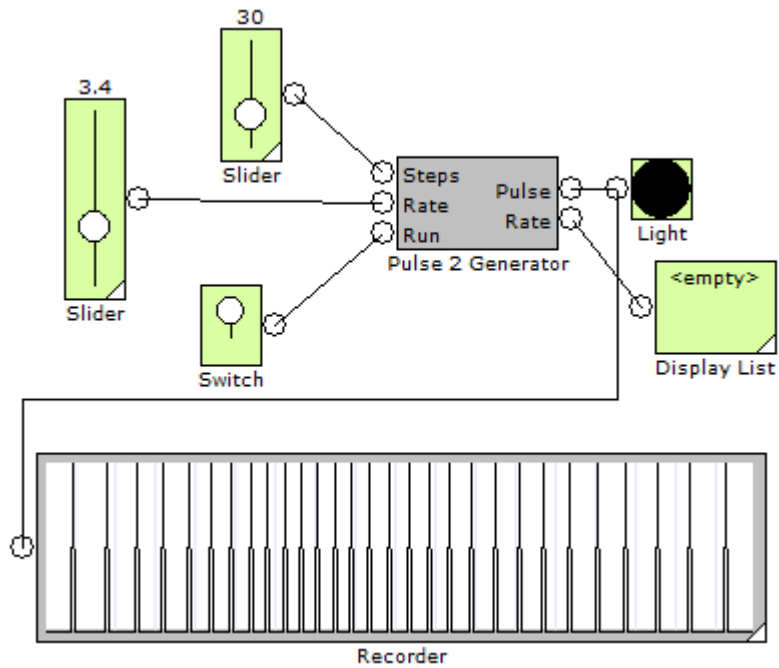 30
Slider
3.4
Slider
Steps
Rate
Run
Pulse
Rate
Pulse 2 Generator
Light
Switch
<empty>
Display List
Recorder